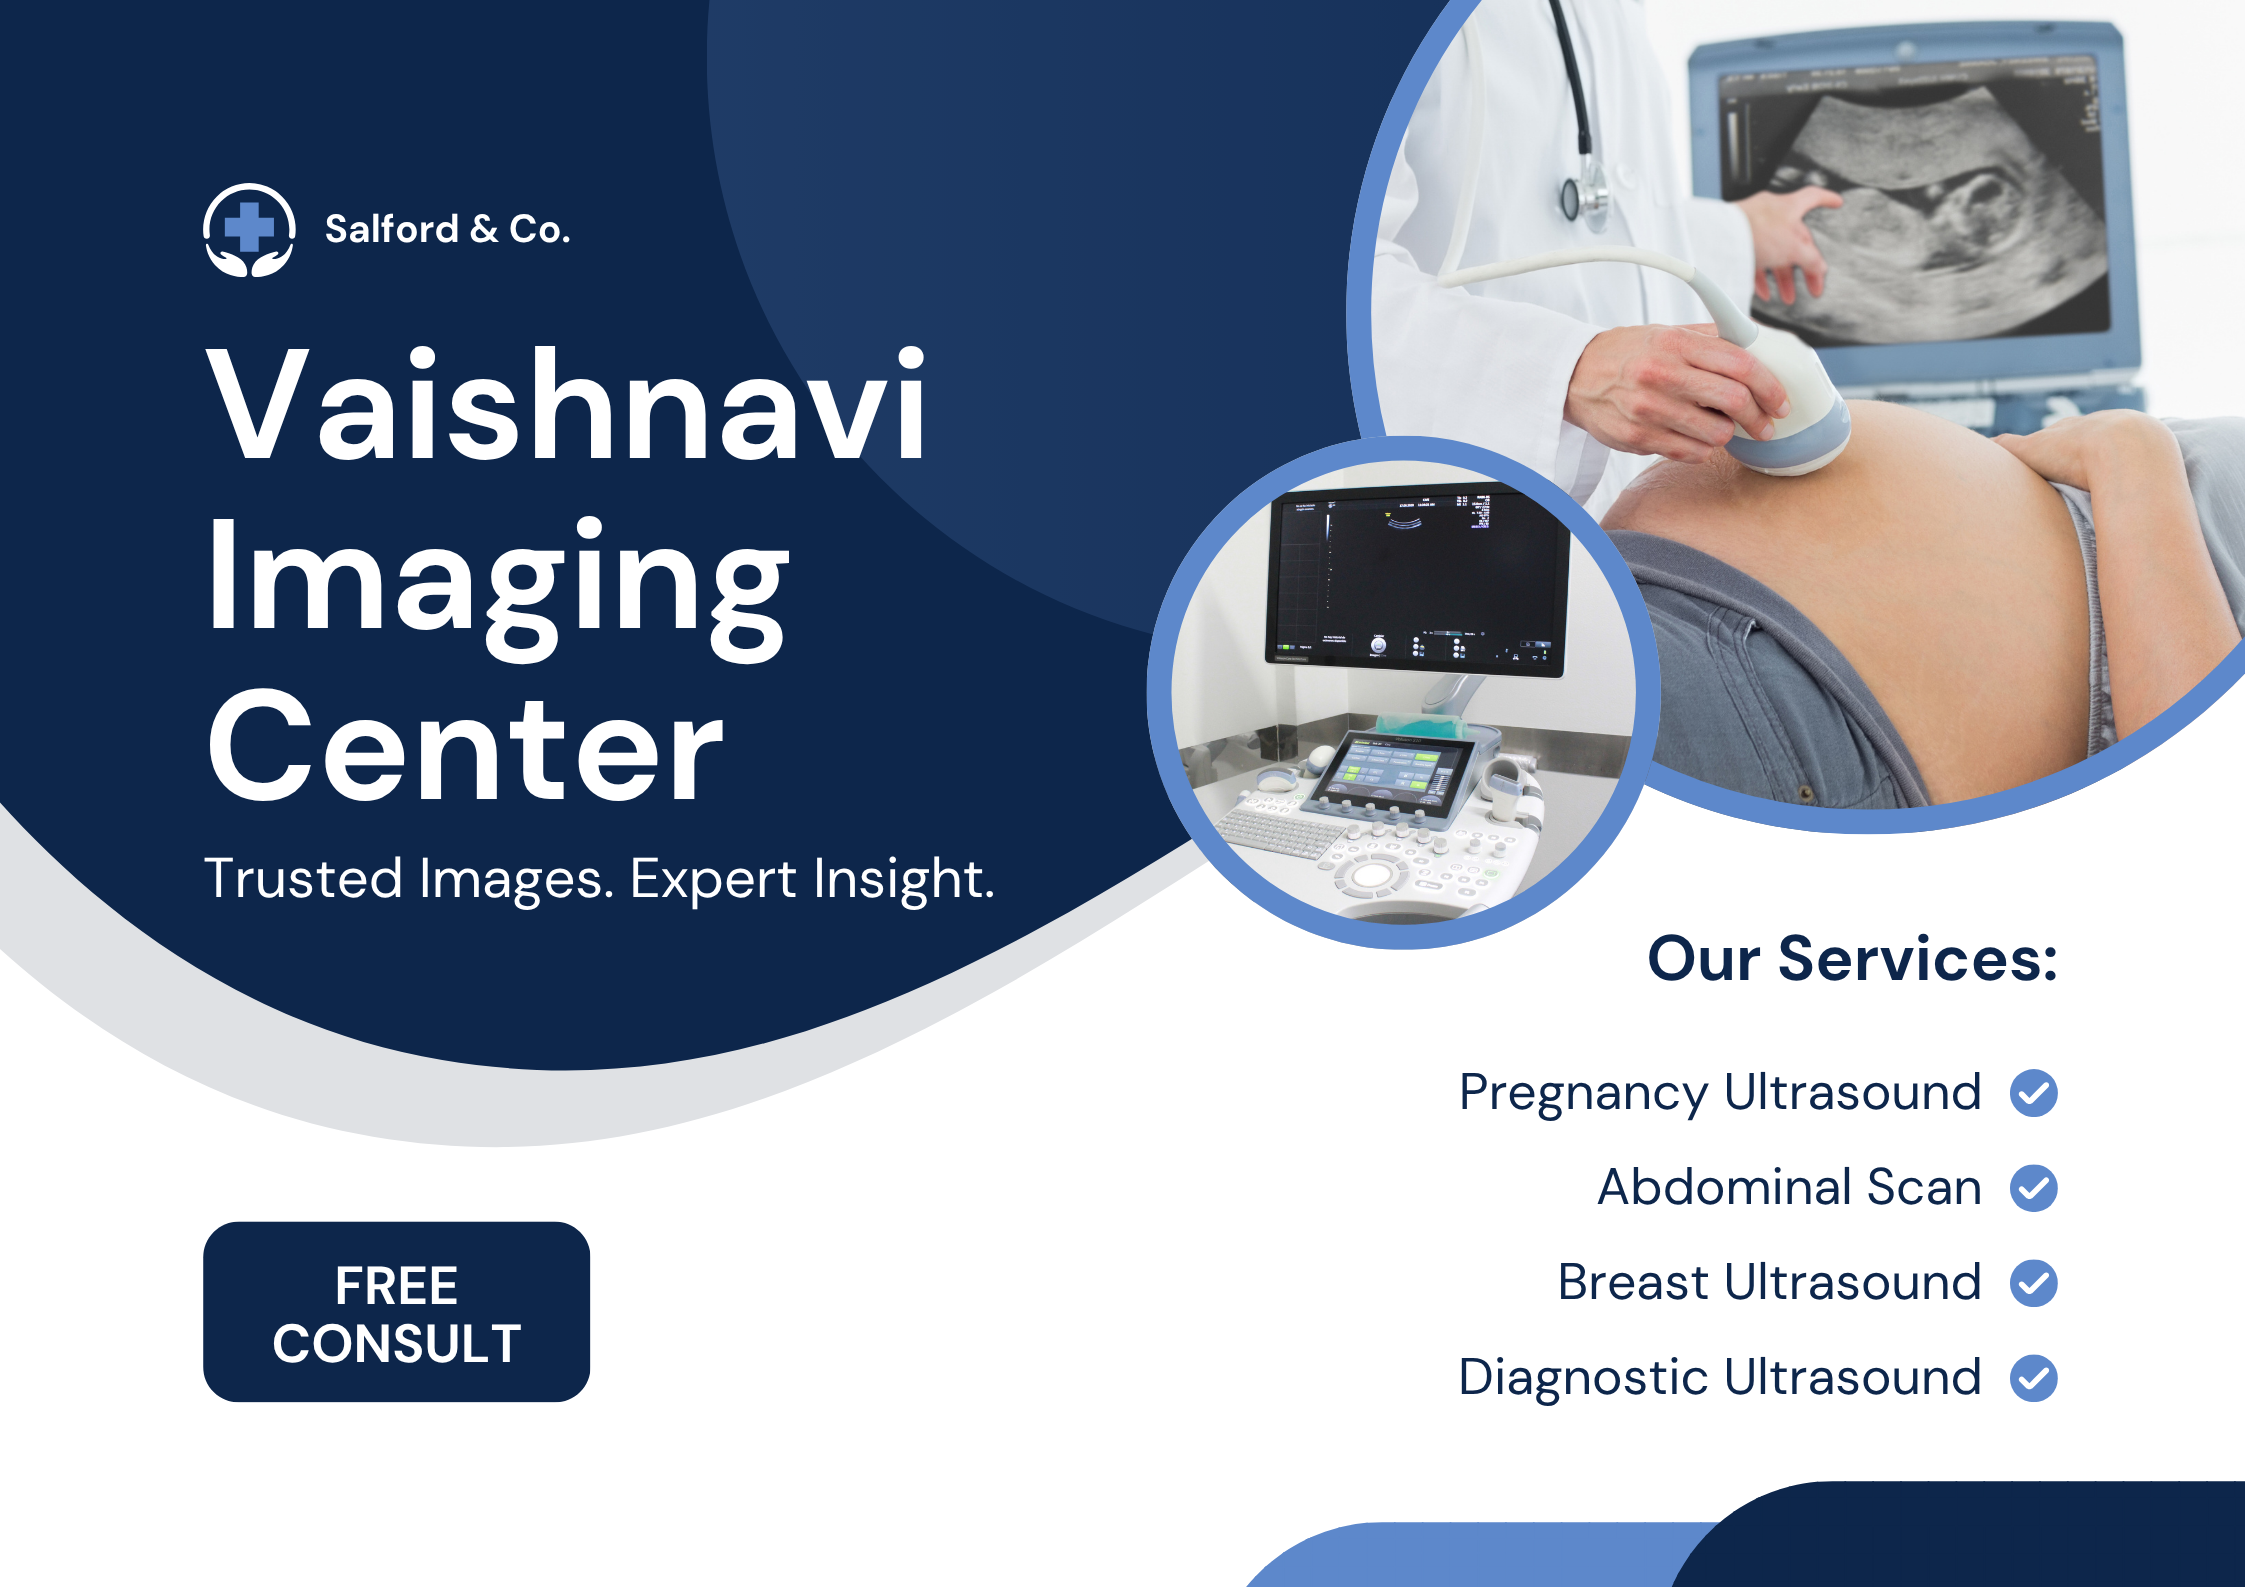 Salford & Co.
Vaishnavi
Imaging
Center
Trusted Images. Expert Insight.
Our Services:
Pregnancy Ultrasound
Abdominal Scan
Breast Ultrasound
Diagnostic Ultrasound
FREE
CONSULT